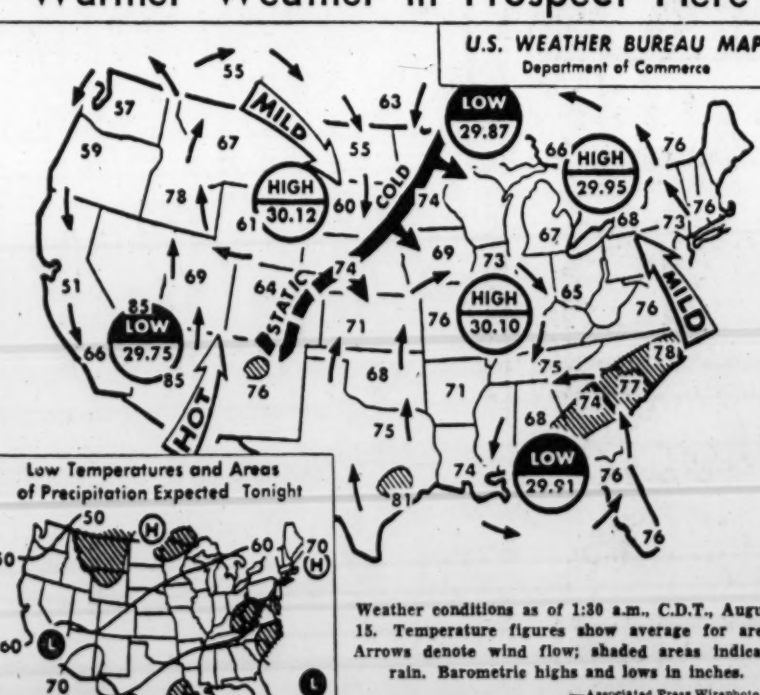 Warmer Weather in Prospect Here
U.S. WEATHER BUREAU MAP
Department of Commerce
55
57
63
LOW
29.87
MILD
59
67
55
66
HIGH
29.95
76
78
HIGH
30.12
60
COLD
74
61
76
68
73
67
69
73
51
69
64
74
65
MILD
STATIC
85
LOW
29.75
HIGH
30.10
76
76
71
66
85
76
68
75
78
77
71
74
68
HOT
75
74
LOW
29.91
76
81
76
Low Temperatures and Areas
of Precipitation Expected Tonight
50
H
60
70
H
60
L
70
L
Weather conditions as of 1:30 a.m., C.D.T., Augu
15. Temperature figures show average for are
Arrows denote wind flow; shaded areas indica
rain. Barometric highs and lows in inches.
—Associated Press Wirephoto